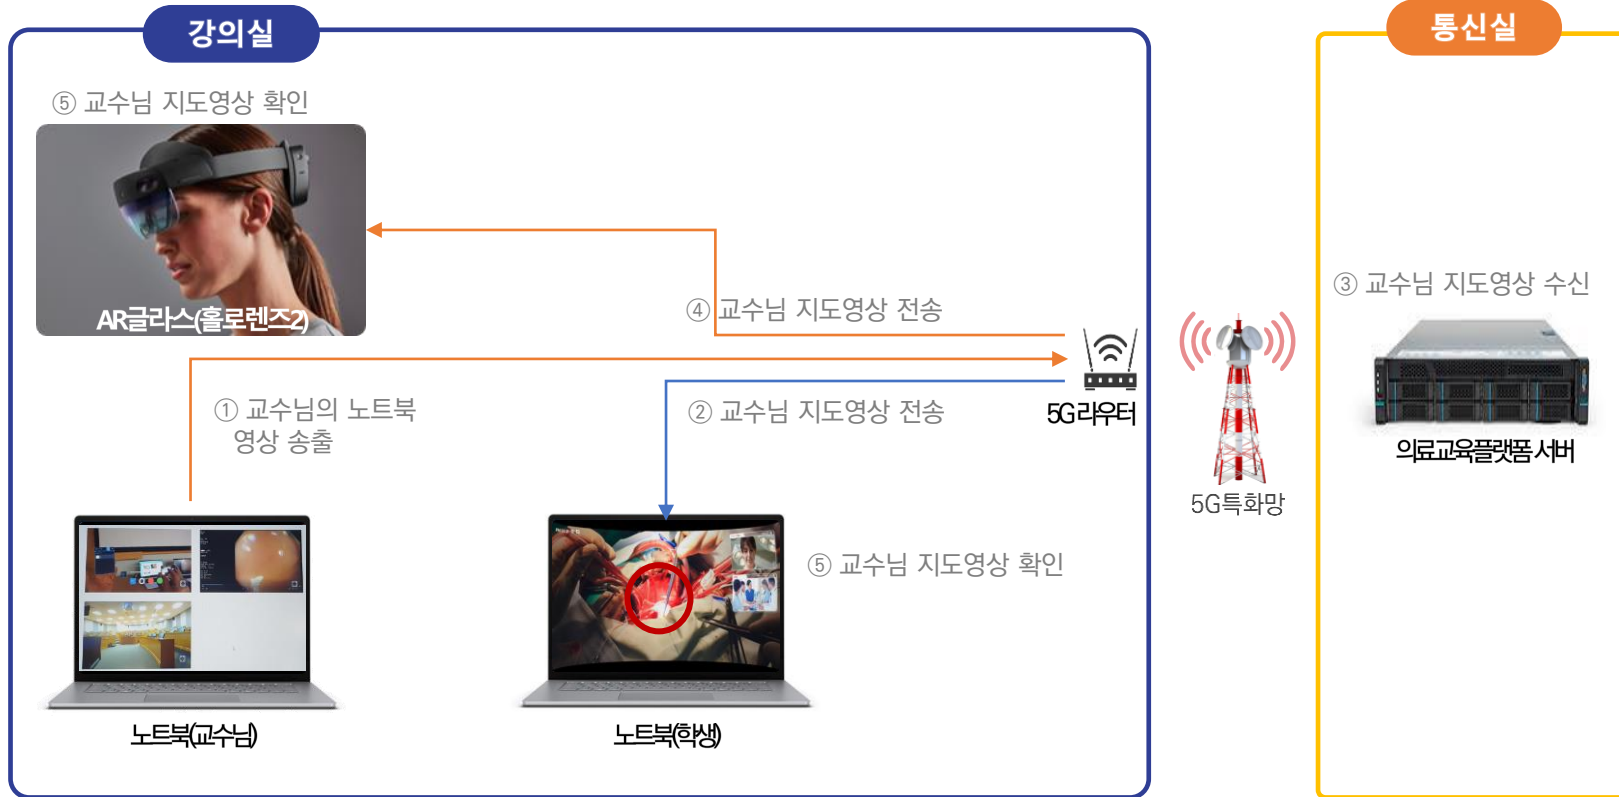 강의실
통신실
⑤ 교수님 지도영상 확인
AR글라스(홀로렌즈2)
③ 교수님 지도영상 수신
④ 교수님 지도영상 전송
① 교수님의 노트북
영상 송출
② 교수님 지도영상 전송
5G 라우터
의료교육플랫폼 서버
5G특화망
⑤ 교수님 지도영상 확인
노트북(교수님)
노트북(학생)